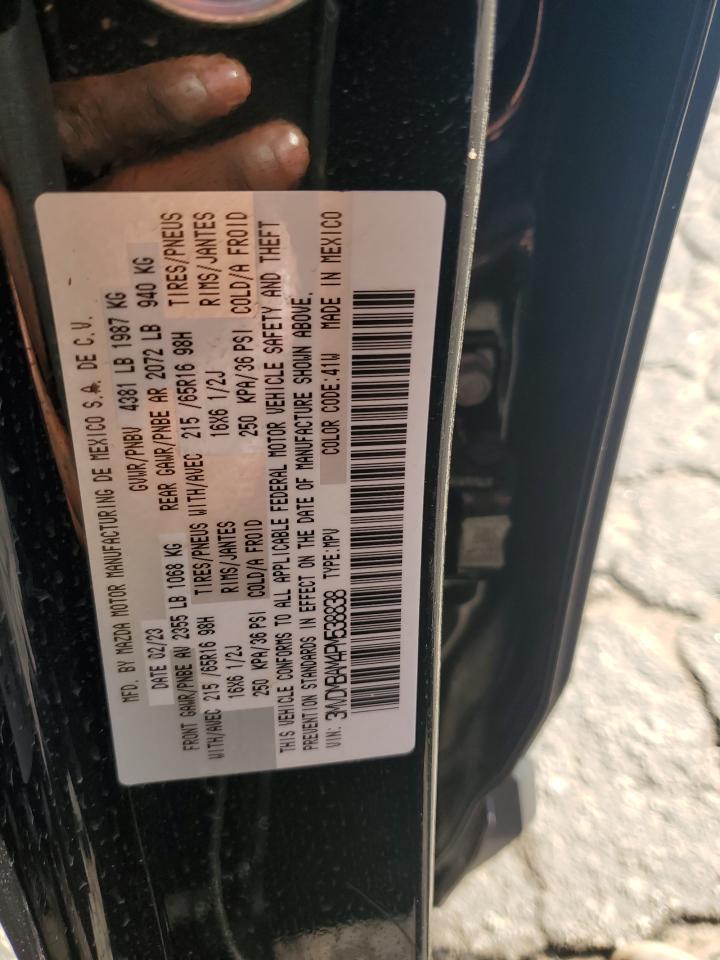 MFD. BY MAZDA MOTOR MANUFACTURING DE MEXICO S.A. DE C.V.
DATE 02/23 GVWR/PNBV 4381 LB 1987 KG
FRONT GAWR/PNBE AV 2355 LB 1068 KG REAR GAWR/PNBE AR 2072 LB 940 KG
WITH/AVEC 215 /65R16 98H TIRES/PNEUS WITH/AVEC 215 /65R16 98H TIRES/PNEUS
16X6 1/2J RIMS/JANTES 16X6 1/2J RIMS/JANTES
250 KPA/36 PSI COLD/A FROID 250 KPA/36 PSI COLD/A FROID
THIS VEHICLE CONFORMS TO ALL APPLICABLE FEDERAL MOTOR VEHICLE SAFETY AND THEFT
PREVENTION STANDARDS IN EFFECT ON THE DATE OF MANUFACTURE SHOWN ABOVE.
VIN: 3MVDMBAM4PM538838 TYPE:MPV COLOR CODE:41W MADE IN MEXICO